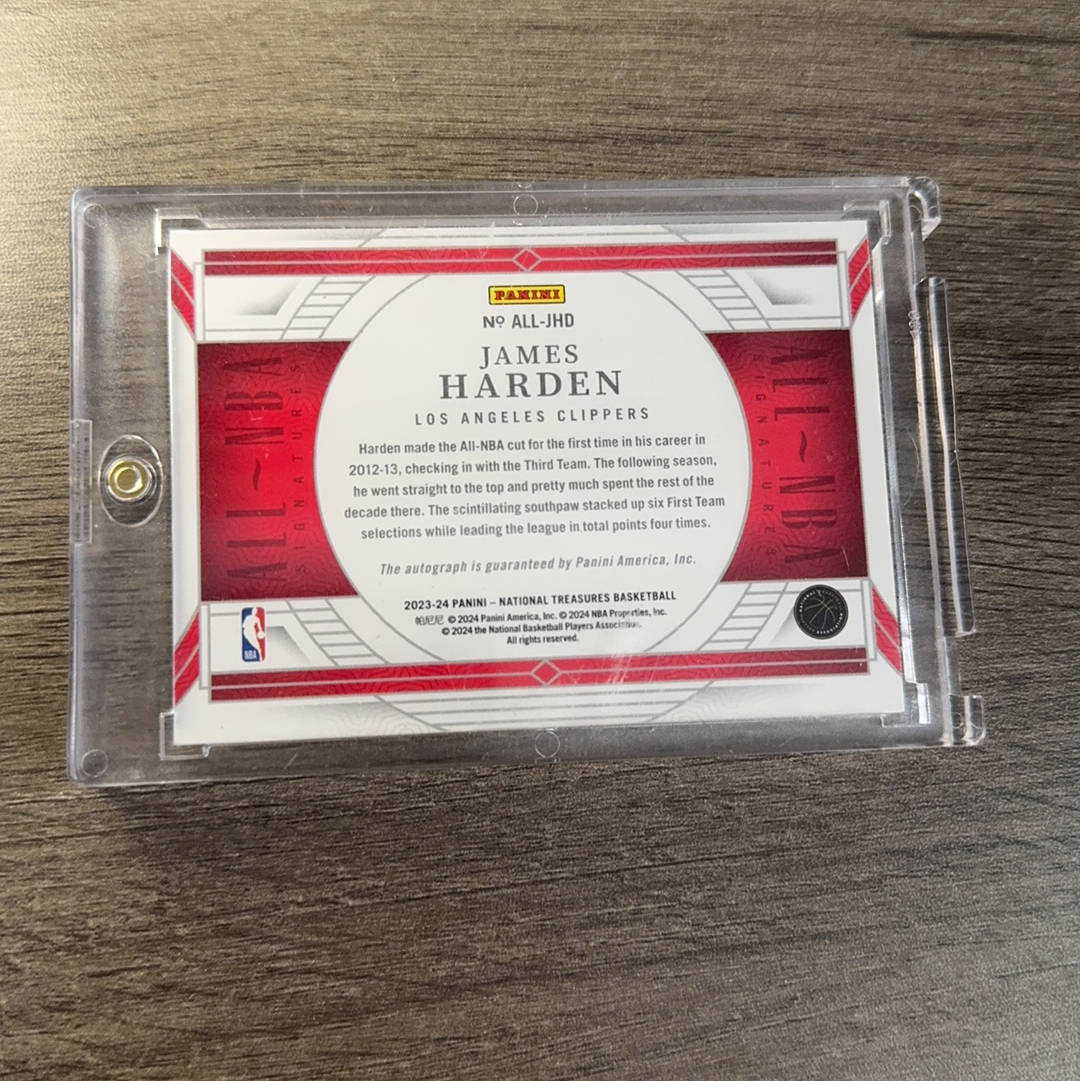 PANINI
Nº ALL-JHD
JAMES
HARDEN
LOS ANGELES CLIPPERS
Harden made the All-NBA cut for the first time in his career in
2012-13, checking in with the Third Team. The following season,
he went straight to the top and pretty much spent the rest of the
decade there. The scintillating southpaw stacked up six First Team
selections while leading the league in total points four times.
The autograph is guaranteed by Panini America, Inc.
2023-24 PANINI – NATIONAL TREASURES BASKETBALL
帕尼尼 © 2024 Panini America, Inc. © 2024 NBA Properties, Inc.
© 2024 the National Basketball Players Association.
All rights reserved.
ALL-NBA
SIGNATURES
ALL-NBA
SIGNATURES
NBA